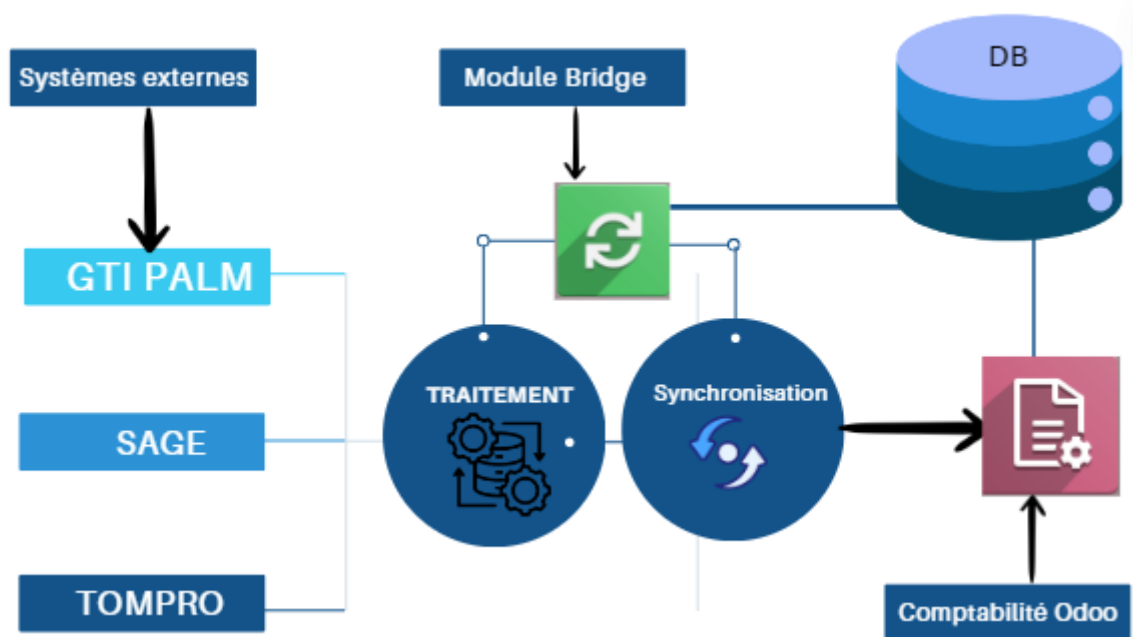 Systèmes externes
Module Bridge
DB
GTI PALM
SAGE
TOMPRO
TRAITEMENT
Synchronisation
Comptabilité Odoo